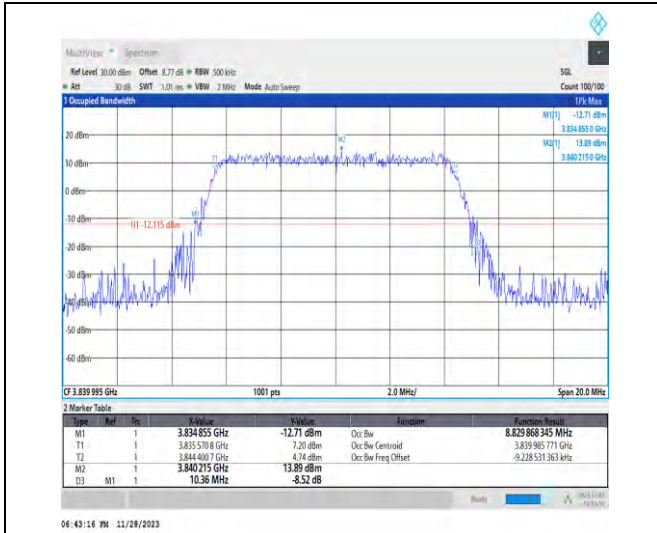 MultiView Spectrum
Ref Level 30.00 dBm Offset 8.77 dB RBW 500 kHz SGL
Att 30 dB SWT 1.01 ms VBW 2 MHz Mode Auto Sweep Count 100/100
1 Occupied Bandwidth 1Pk Max
M1[1] -12.71 dBm
3.834 855 0 GHz
M2[1] 13.89 dBm
3.840 215 0 GHz
M2
20 dBm
T1
10 dBm
0 dBm
-10 dBm
H1 -12.115 dBm
-20 dBm
-30 dBm
-50 dBm
-60 dBm
CF 3.839 995 GHz 1001 pts 2.0 MHz/ Span 20.0 MHz
2 Marker Table
Type Ref Trc X-Value Y-Value Function Function Result
M1 1 3.834 855 GHz -12.71 dBm Occ Bw 8.829 868 345 MHz
T1 1 3.835 570 8 GHz 7.20 dBm Occ Bw Centroid 3.839 985 771 GHz
T2 1 3.844 400 7 GHz 4.74 dBm Occ Bw Freq Offset -9.228 531 363 kHz
M2 1 3.840 215 GHz 13.89 dBm
D3 M1 1 10.36 MHz -8.52 dB
Ready
06:43:16 PM 11/28/2023